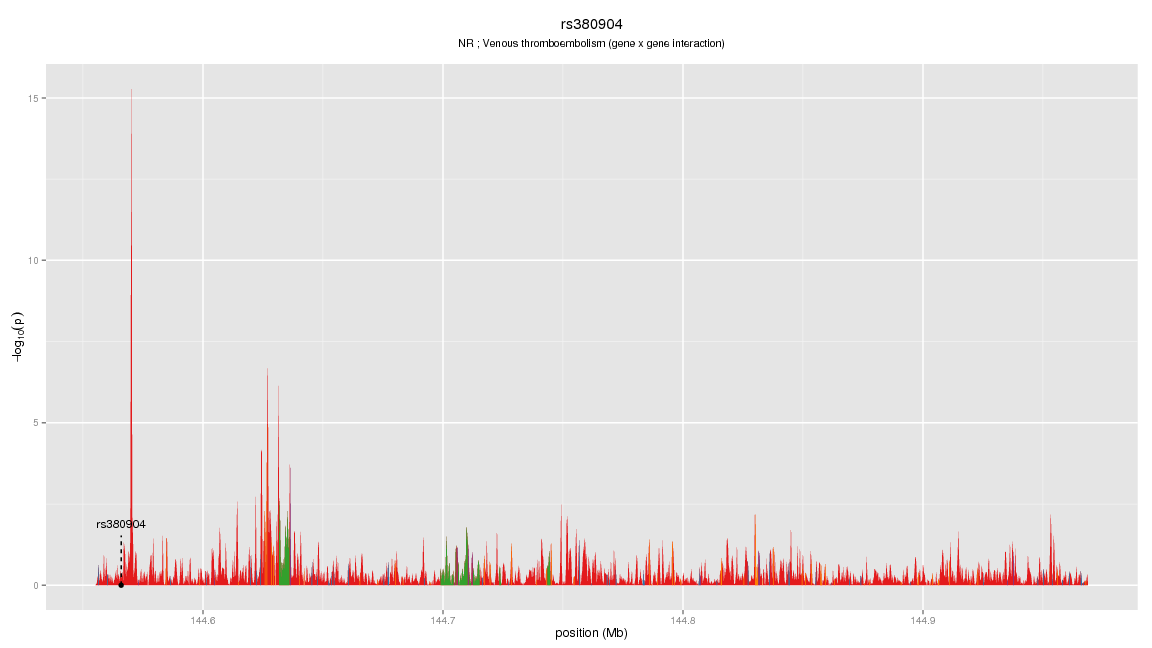 rs380904
NR ; Venous thromboembolism (gene x gene interaction)
15
10
5
0
−log10(p)
rs380904
144.6
144.7
144.8
144.9
position (Mb)